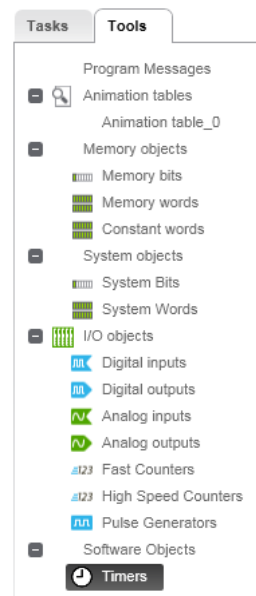 Tasks Tools
Program Messages
Animation tables
Animation table_0
Memory objects
Memory bits
Memory words
Constant words
System objects
System Bits
System Words
I/O objects
Digital inputs
Digital outputs
Analog inputs
Analog outputs
123 Fast Counters
123 High Speed Counters
Pulse Generators
Software Objects
Timers